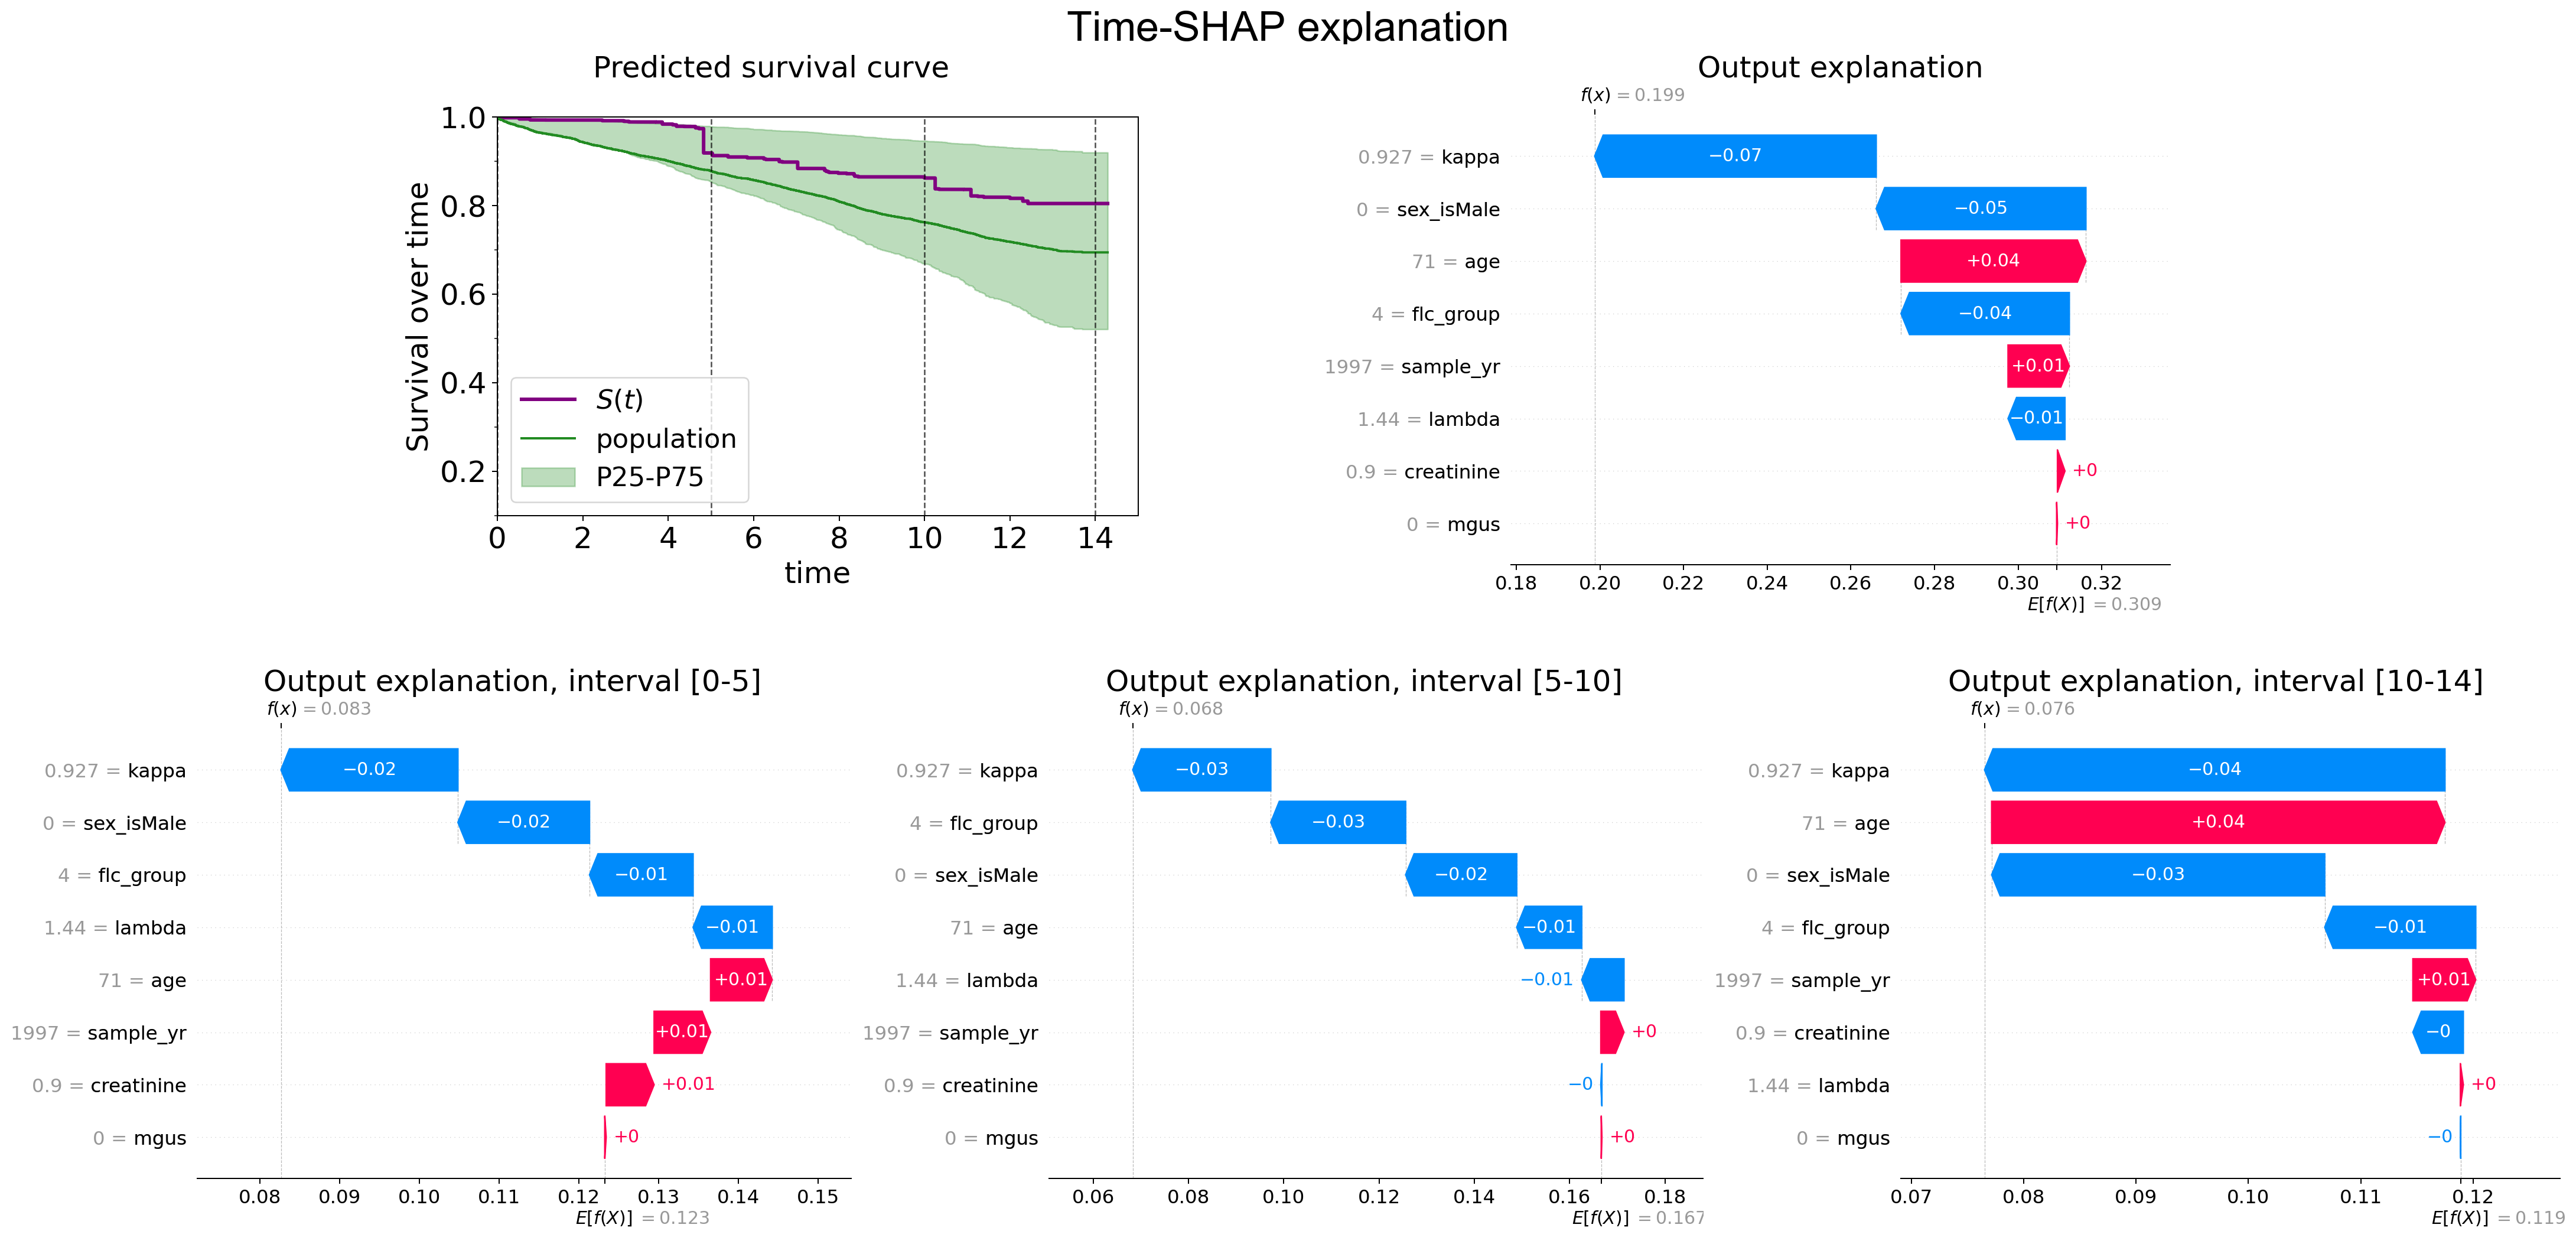 Time-SHAP explanation
Predicted survival curve
Survival over time
1.0
0.8
0.6
0.4
0.2
S(t)
population
P25-P75
0 2 4 6 8 10 12 14
time
Output explanation
f(x) = 0.199
0.927 = kappa −0.07
0 = sex_isMale −0.05
71 = age +0.04
4 = flc_group −0.04
1997 = sample_yr +0.01
1.44 = lambda −0.01
0.9 = creatinine +0
0 = mgus +0
0.18 0.20 0.22 0.24 0.26 0.28 0.30 0.32
E[f(X)] = 0.309
Output explanation, interval [0-5]
f(x) = 0.083
0.927 = kappa −0.02
0 = sex_isMale −0.02
4 = flc_group −0.01
1.44 = lambda −0.01
71 = age +0.01
1997 = sample_yr +0.01
0.9 = creatinine +0.01
0 = mgus +0
0.08 0.09 0.10 0.11 0.12 0.13 0.14 0.15
E[f(X)] = 0.123
Output explanation, interval [5-10]
f(x) = 0.068
0.927 = kappa −0.03
4 = flc_group −0.03
0 = sex_isMale −0.02
71 = age −0.01
1.44 = lambda −0.01
1997 = sample_yr +0
0.9 = creatinine −0
0 = mgus +0
0.06 0.08 0.10 0.12 0.14 0.16 0.18
E[f(X)] = 0.167
Output explanation, interval [10-14]
f(x) = 0.076
0.927 = kappa −0.04
71 = age +0.04
0 = sex_isMale −0.03
4 = flc_group −0.01
1997 = sample_yr +0.01
0.9 = creatinine −0
1.44 = lambda +0
0 = mgus −0
0.07 0.08 0.09 0.10 0.11 0.12
E[f(X)] = 0.119